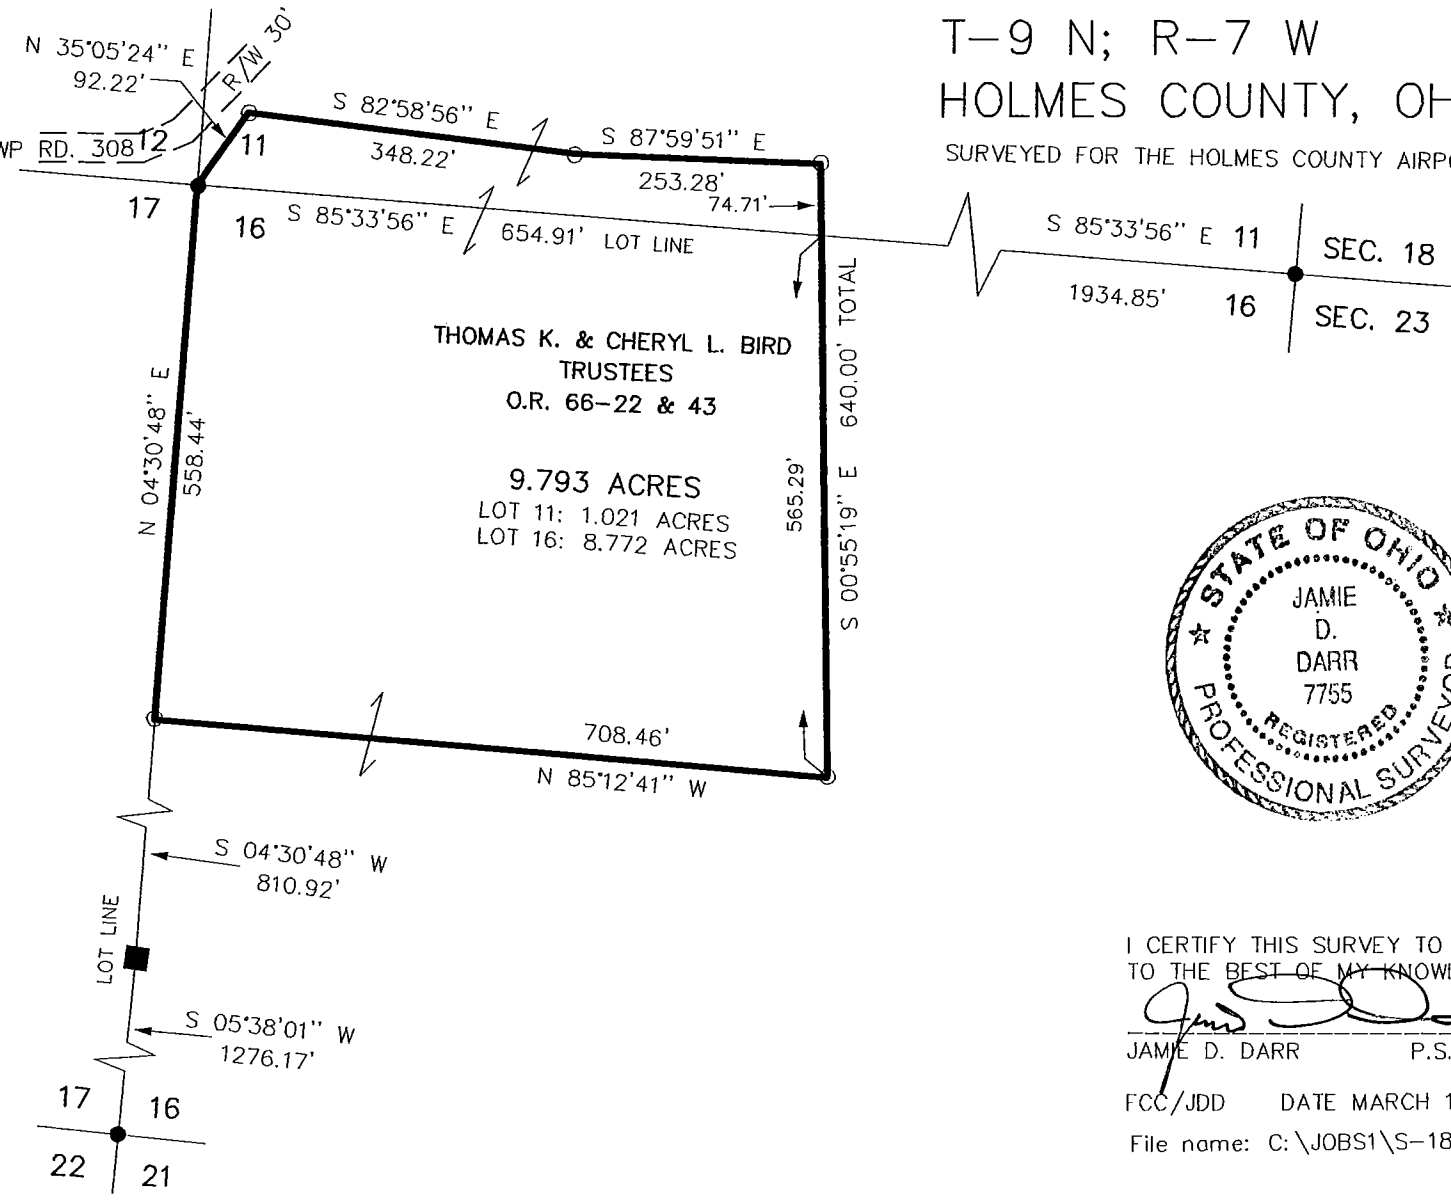 T-9 N; R-7 W
HOLMES COUNTY, OH
SURVEYED FOR THE HOLMES COUNTY AIRP
N 35°05'24" E
92.22'
R/W 30'
S 82°58'56" E
348.22'
S 87°59'51" E
253.28'
74.71'
WP RD. 308
12
11
17
16
S 85°33'56" E
654.91' LOT LINE
S 85°33'56" E
1934.85'
11
SEC. 18
16
SEC. 23
THOMAS K. & CHERYL L. BIRD
TRUSTEES
O.R. 66-22 & 43
9.793 ACRES
LOT 11: 1.021 ACRES
LOT 16: 8.772 ACRES
N 04°30'48" E
558.44'
565.29'
S 00°55'19" E 640.00' TOTAL
708.46'
N 85°12'41" W
S 04°30'48" W
810.92'
LOT LINE
S 05°38'01" W
1276.17'
17
16
22
21
STATE OF OHIO
JAMIE
D.
DARR
7755
REGISTERED
PROFESSIONAL SURVEYOR
I CERTIFY THIS SURVEY TO
TO THE BEST OF MY KNOW
JAMIE D. DARR P.S.
FCC/JDD DATE MARCH 1
File name: C:\JOBS1\S-18